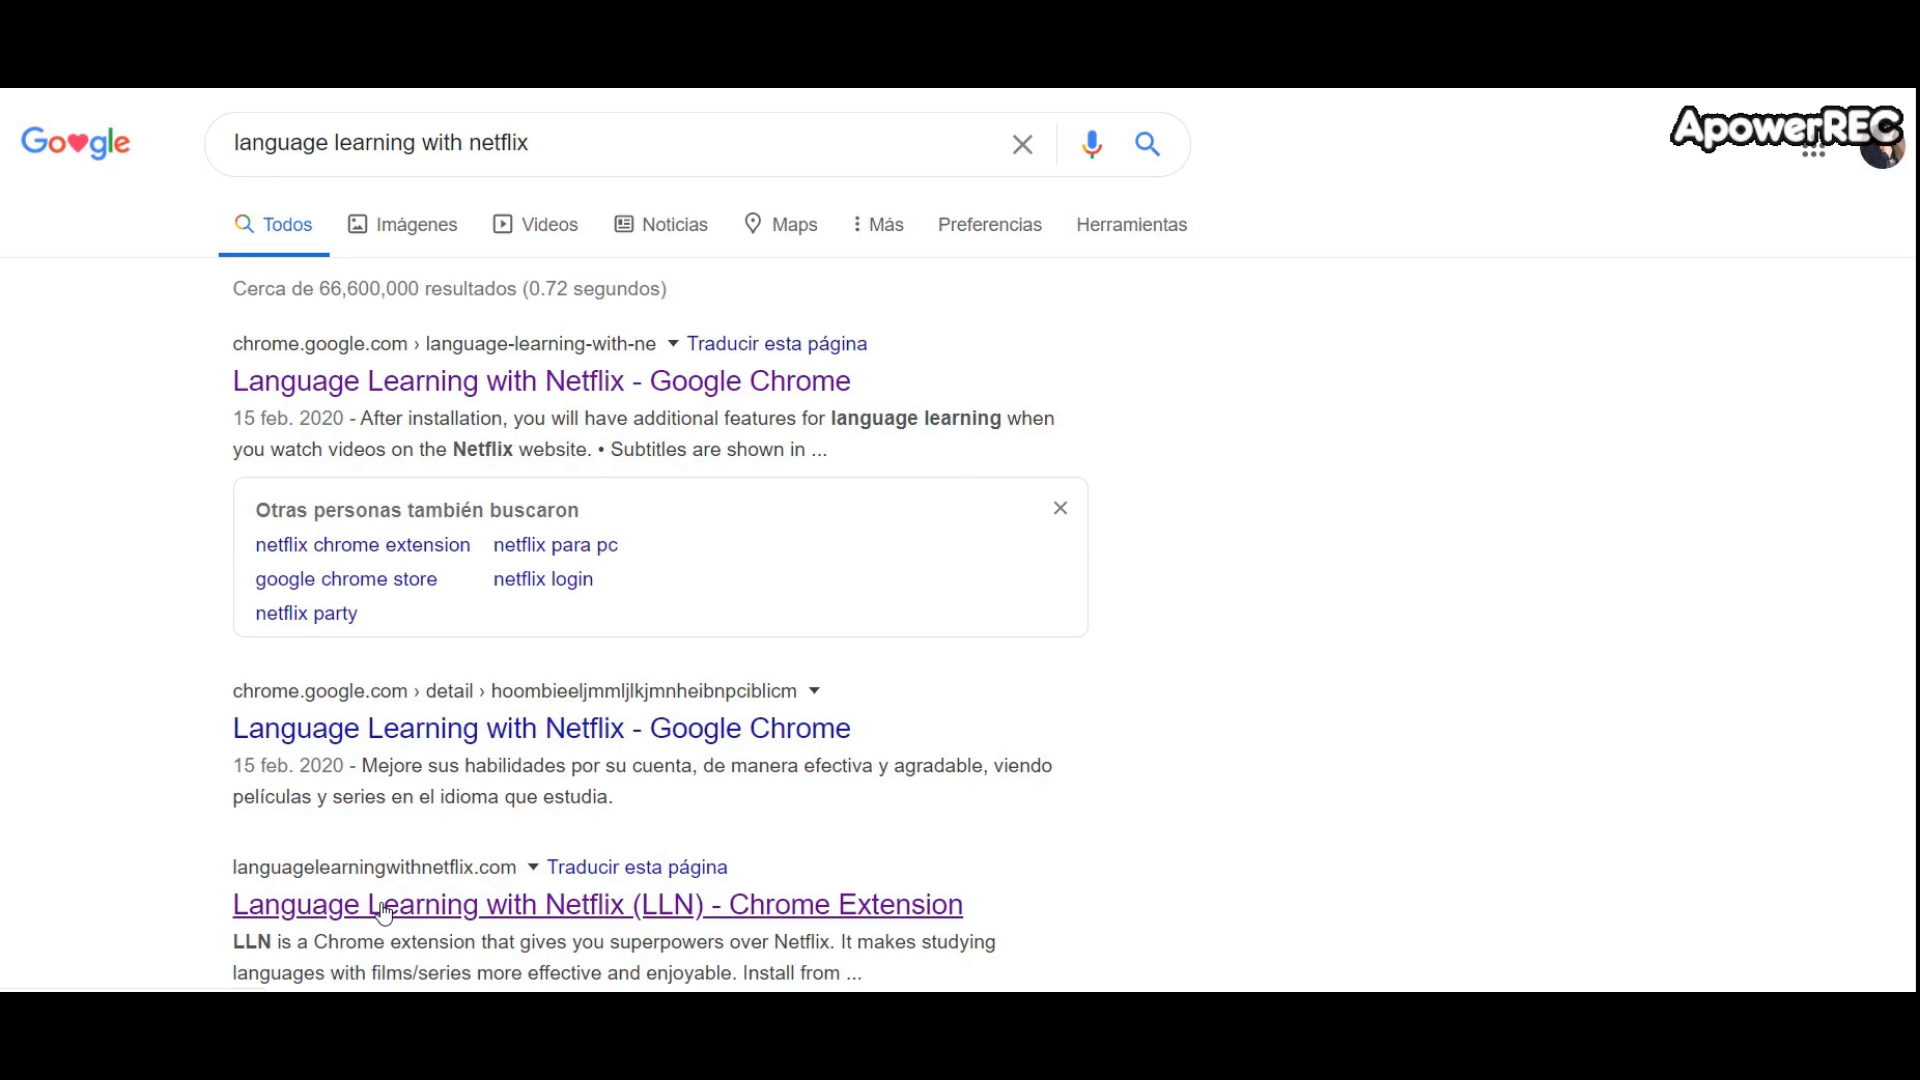 Google
language learning with netflix
ApowerREC
Todos
Imágenes
Videos
Noticias
Maps
Más
Preferencias
Herramientas
Cerca de 66,600,000 resultados (0.72 segundos)
chrome.google.com › language-learning-with-ne Traducir esta página
Language Learning with Netflix - Google Chrome
15 feb. 2020 - After installation, you will have additional features for language learning when
you watch videos on the Netflix website. • Subtitles are shown in ...
Otras personas también buscaron
netflix chrome extension
netflix para pc
google chrome store
netflix login
netflix party
chrome.google.com › detail › hoombieeljmmljlkjmnheibnpciblicm
Language Learning with Netflix - Google Chrome
15 feb. 2020 - Mejore sus habilidades por su cuenta, de manera efectiva y agradable, viendo
películas y series en el idioma que estudia.
languagelearningwithnetflix.com Traducir esta página
Language Learning with Netflix (LLN) - Chrome Extension
LLN is a Chrome extension that gives you superpowers over Netflix. It makes studying
languages with films/series more effective and enjoyable. Install from ...